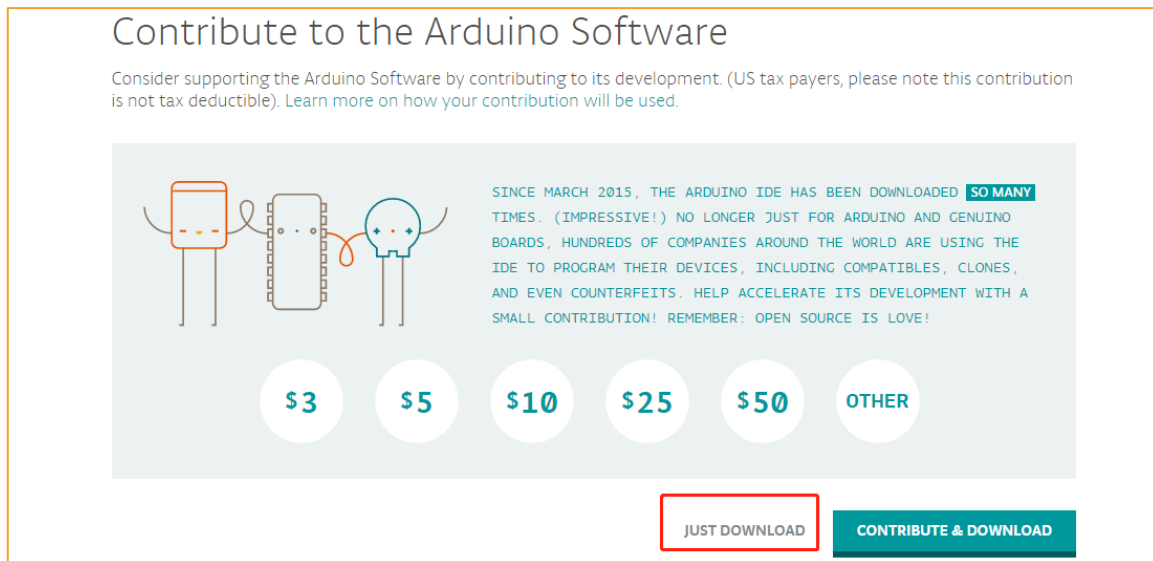 Contribute to the Arduino Software
Consider supporting the Arduino Software by contributing to its development. (US tax payers, please note this contribution
is not tax deductible). Learn more on how your contribution will be used.
SINCE MARCH 2015, THE ARDUINO IDE HAS BEEN DOWNLOADED SO MANY
TIMES. (IMPRESSIVE!) NO LONGER JUST FOR ARDUINO AND GENUINO
BOARDS, HUNDREDS OF COMPANIES AROUND THE WORLD ARE USING THE
IDE TO PROGRAM THEIR DEVICES, INCLUDING COMPATIBLES, CLONES,
AND EVEN COUNTERFEITS. HELP ACCELERATE ITS DEVELOPMENT WITH A
SMALL CONTRIBUTION! REMEMBER: OPEN SOURCE IS LOVE!
$3 $5 $10 $25 $50 OTHER
JUST DOWNLOAD CONTRIBUTE & DOWNLOAD